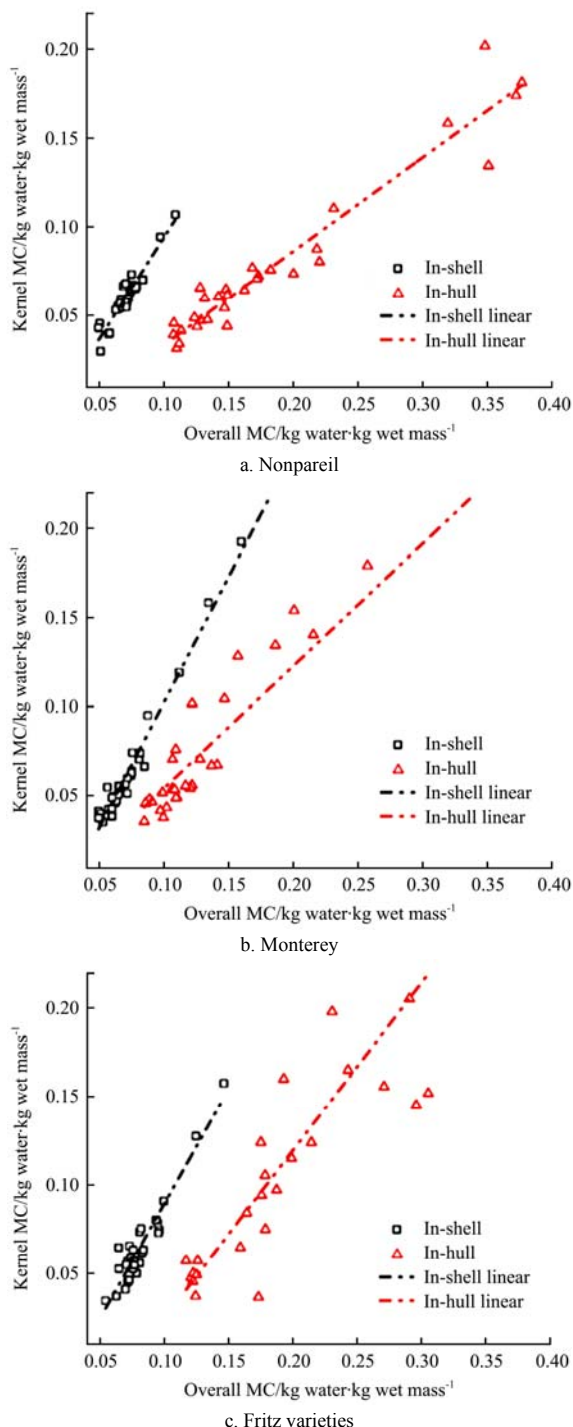 0.20
0.15
0.10
0.05
Kernel MC/kg water·kg wet mass⁻¹
In-shell
In-hull
In-shell linear
In-hull linear
0.05 0.10 0.15 0.20 0.25 0.30 0.35 0.40
Overall MC/kg water·kg wet mass⁻¹
a. Nonpareil
0.20
0.15
0.10
0.05
Kernel MC/kg water·kg wet mass⁻¹
In-shell
In-hull
In-shell linear
In-hull linear
0.05 0.10 0.15 0.20 0.25 0.30 0.35 0.40
Overall MC/kg water·kg wet mass⁻¹
b. Monterey
0.20
0.15
0.10
0.05
Kernel MC/kg water·kg wet mass⁻¹
In-shell
In-hull
In-shell linear
In-hull linear
0.05 0.10 0.15 0.20 0.25 0.30 0.35 0.40
Overall MC/kg water·kg wet mass⁻¹
c. Fritz varieties